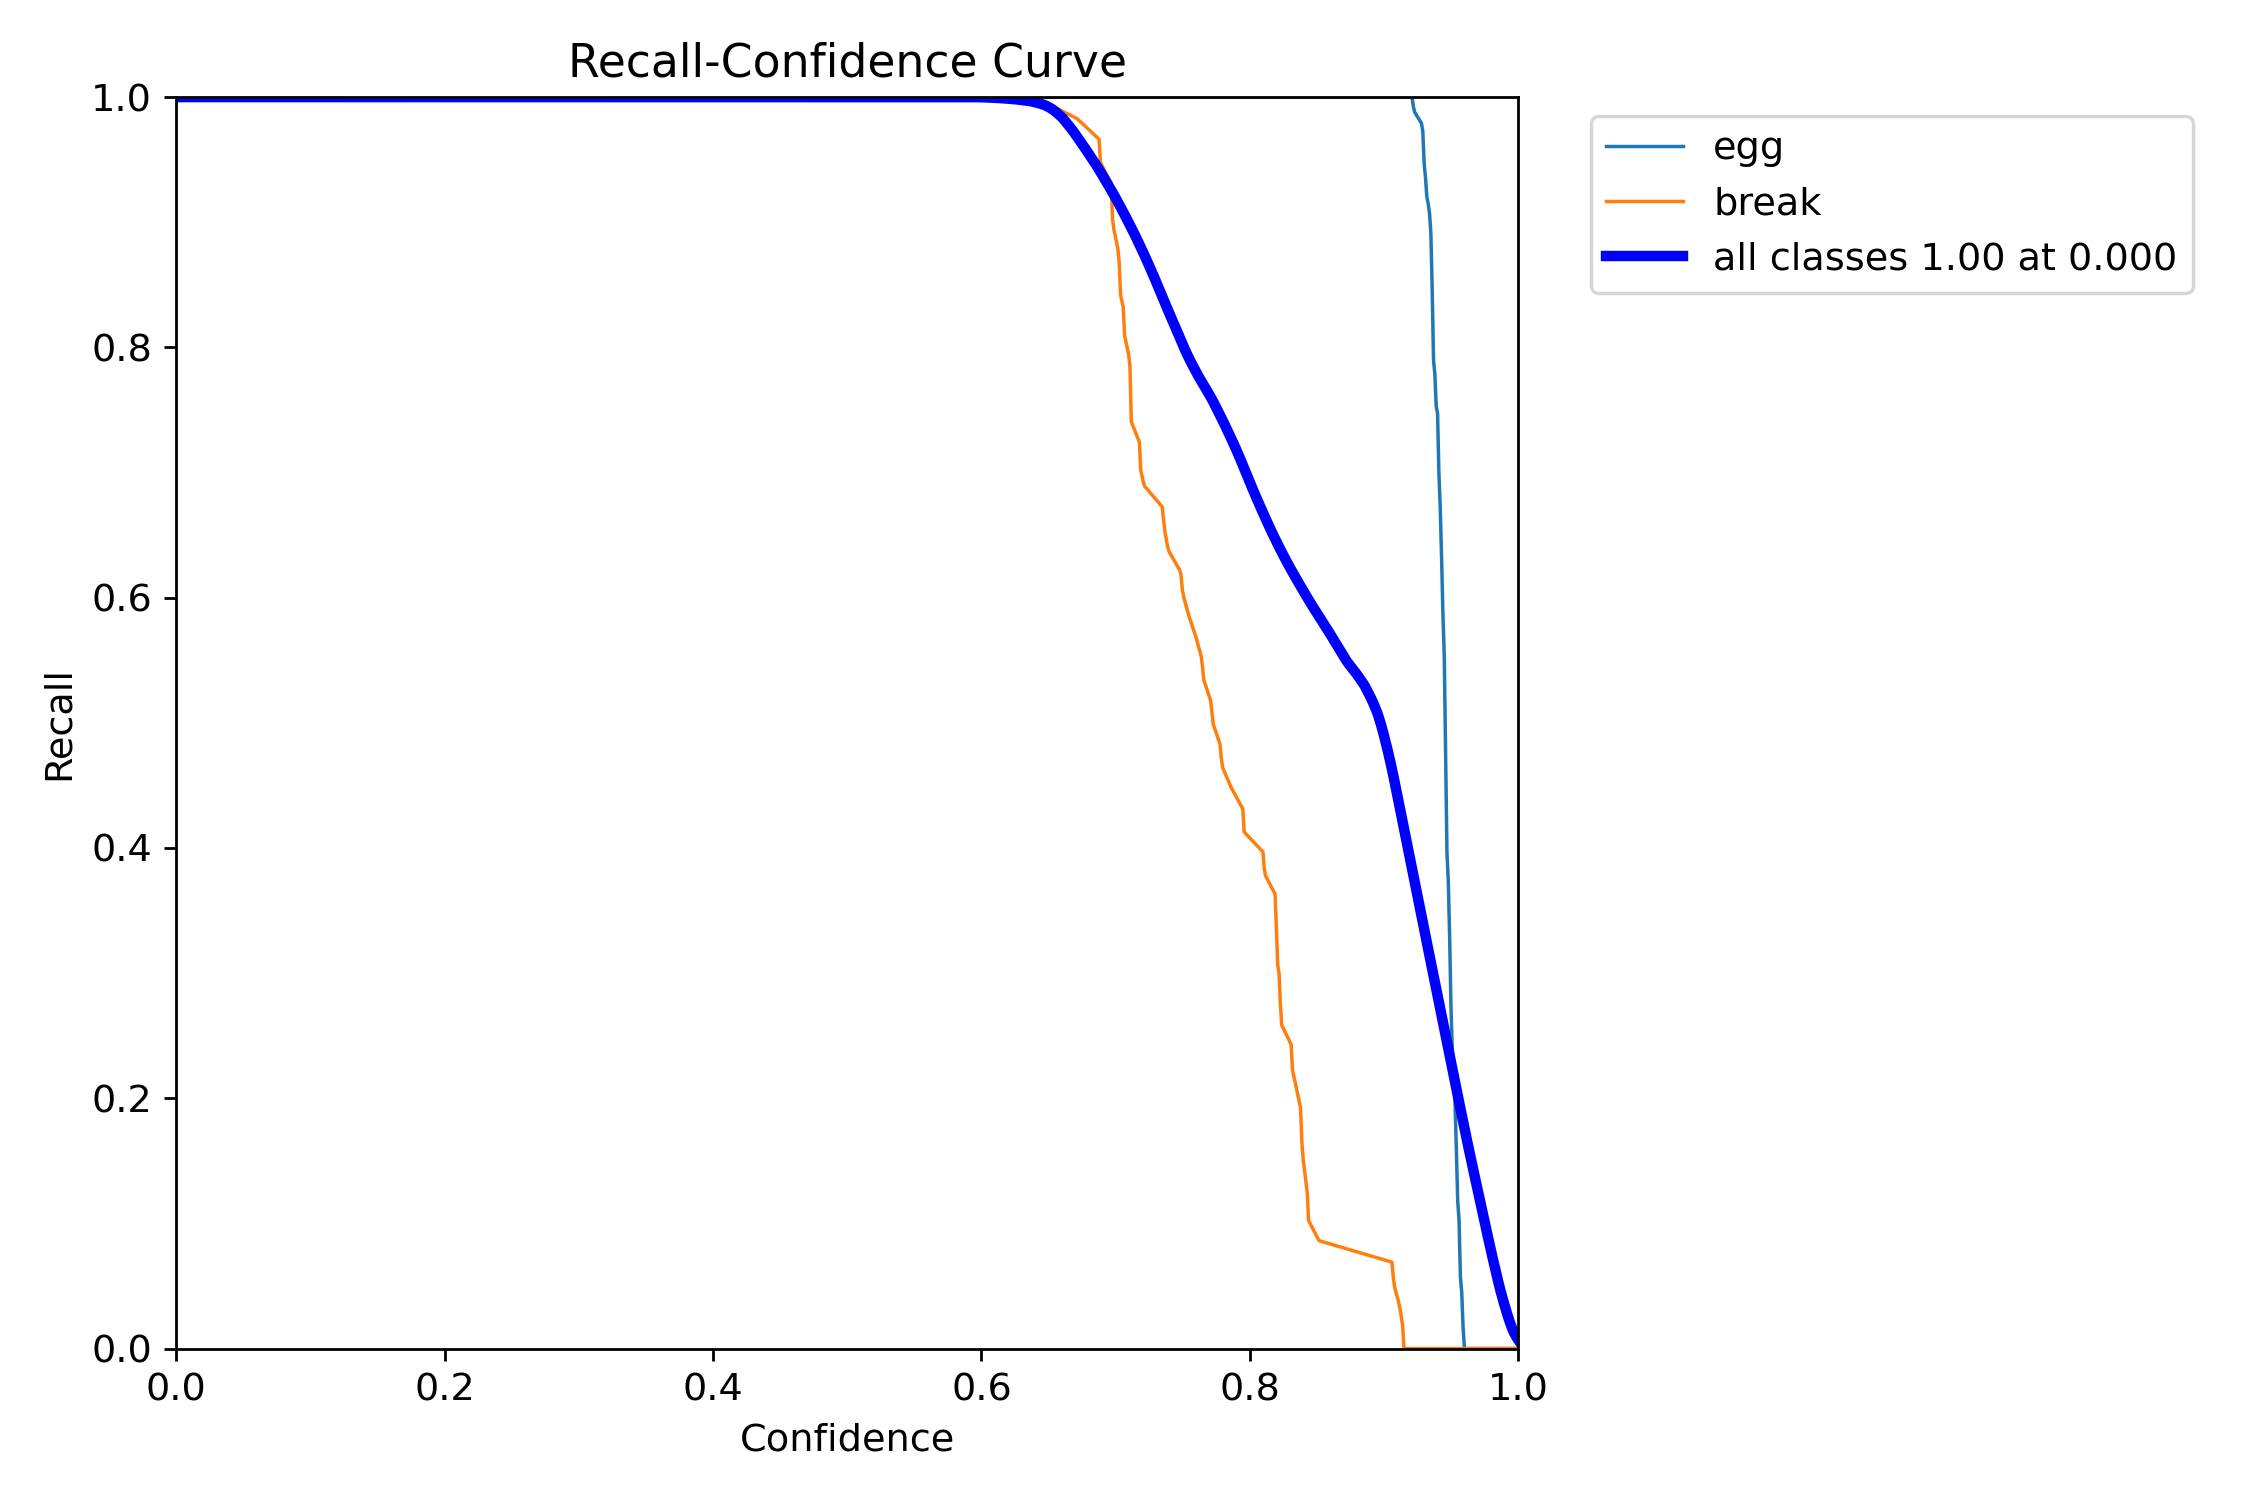 Recall-Confidence Curve
1.0
0.8
0.6
0.4
0.2
0.0
Recall
0.0 0.2 0.4 0.6 0.8 1.0
Confidence
egg
break
all classes 1.00 at 0.000